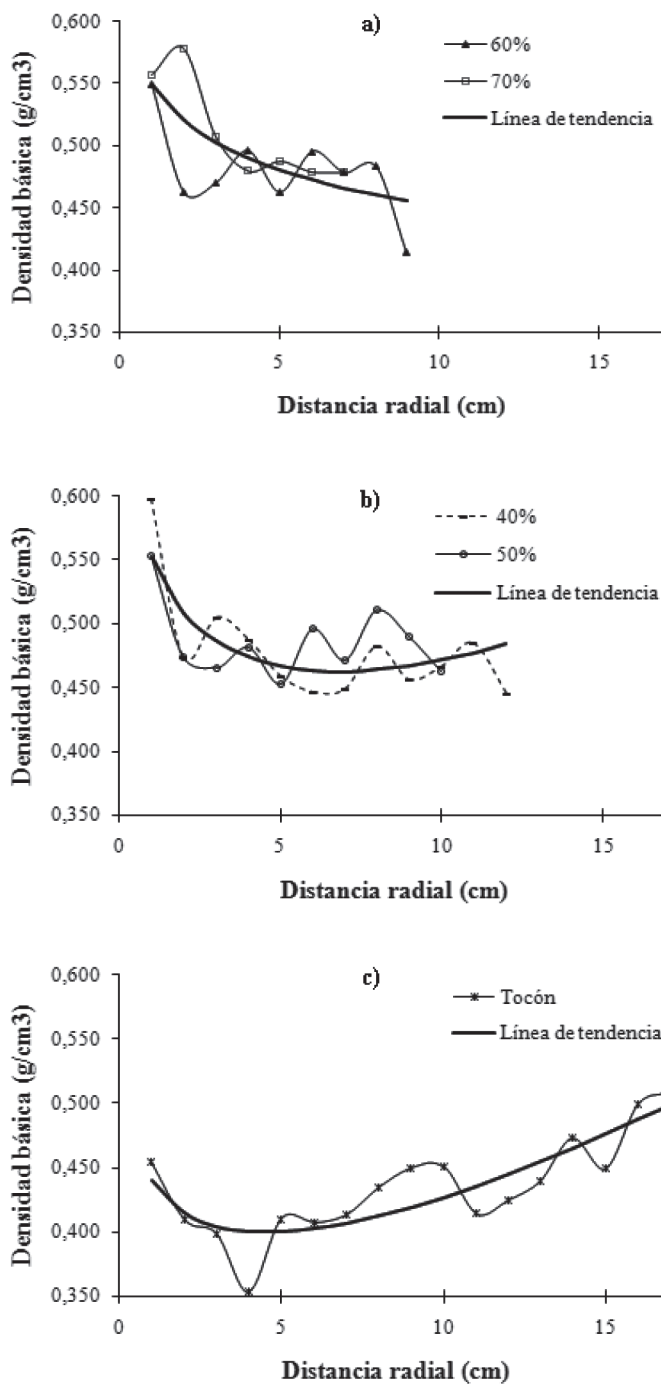 a)
0,600
0,550
0,500
0,450
0,400
0,350
Densidad básica (g/cm3)
60%
70%
Línea de tendencia
0 5 10 15
Distancia radial (cm)
b)
0,600
0,550
0,500
0,450
0,400
0,350
Densidad básica (g/cm3)
40%
50%
Línea de tendencia
0 5 10 15
Distancia radial (cm)
c)
0,600
0,550
0,500
0,450
0,400
0,350
Densidad básica (g/cm3)
Tocón
Línea de tendencia
0 5 10 15
Distancia radial (cm)